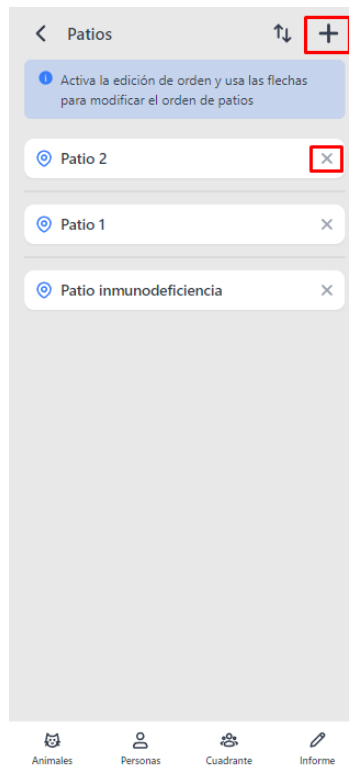 Patios
Activa la edición de orden y usa las flechas
para modificar el orden de patios
Patio 2
Patio 1
Patio inmunodeficiencia
Animales Personas Cuadrante Informe